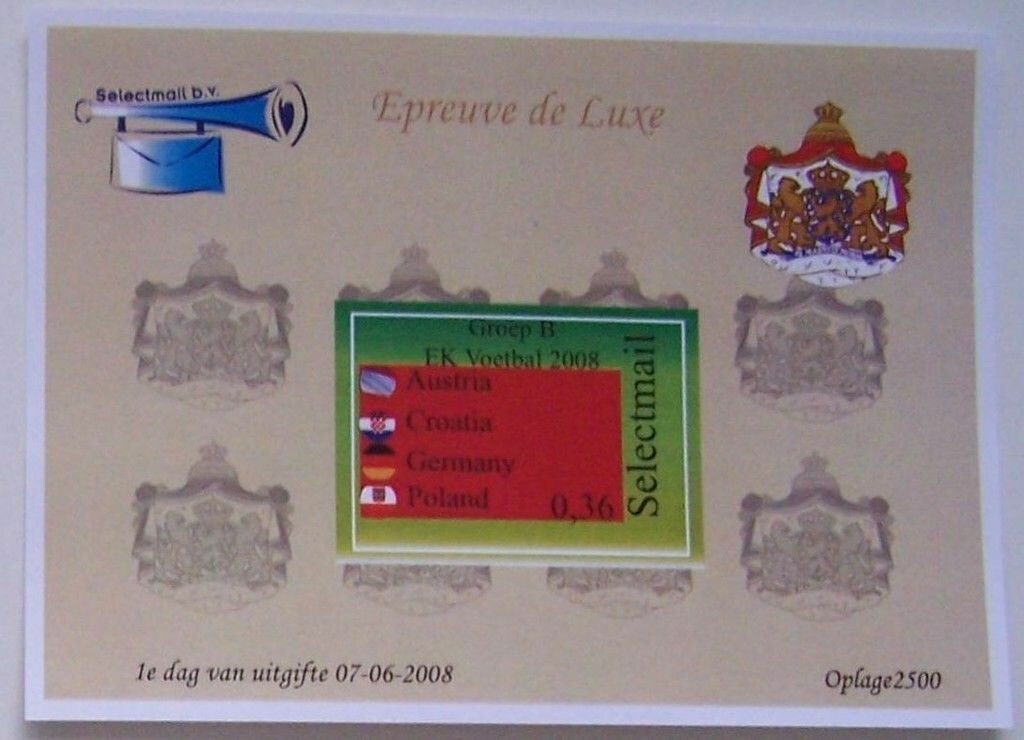 Selectmail b.v.
Epreuve de Luxe
Groep B
EK Voetbal 2008
Austria
Croatia
Germany
Poland
0,36
Selectmail
1e dag van uitgifte 07-06-2008
Oplage2500